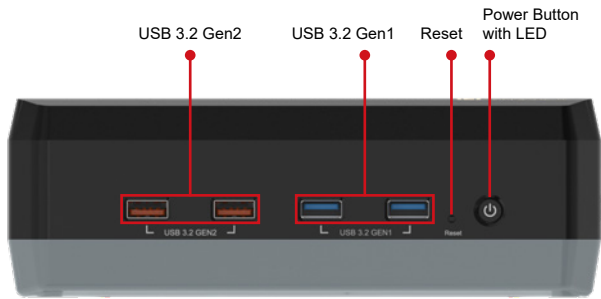 USB 3.2 Gen2
USB 3.2 Gen1
Reset
Power Button
with LED
USB 3.2 GEN2
USB 3.2 GEN1
Reset